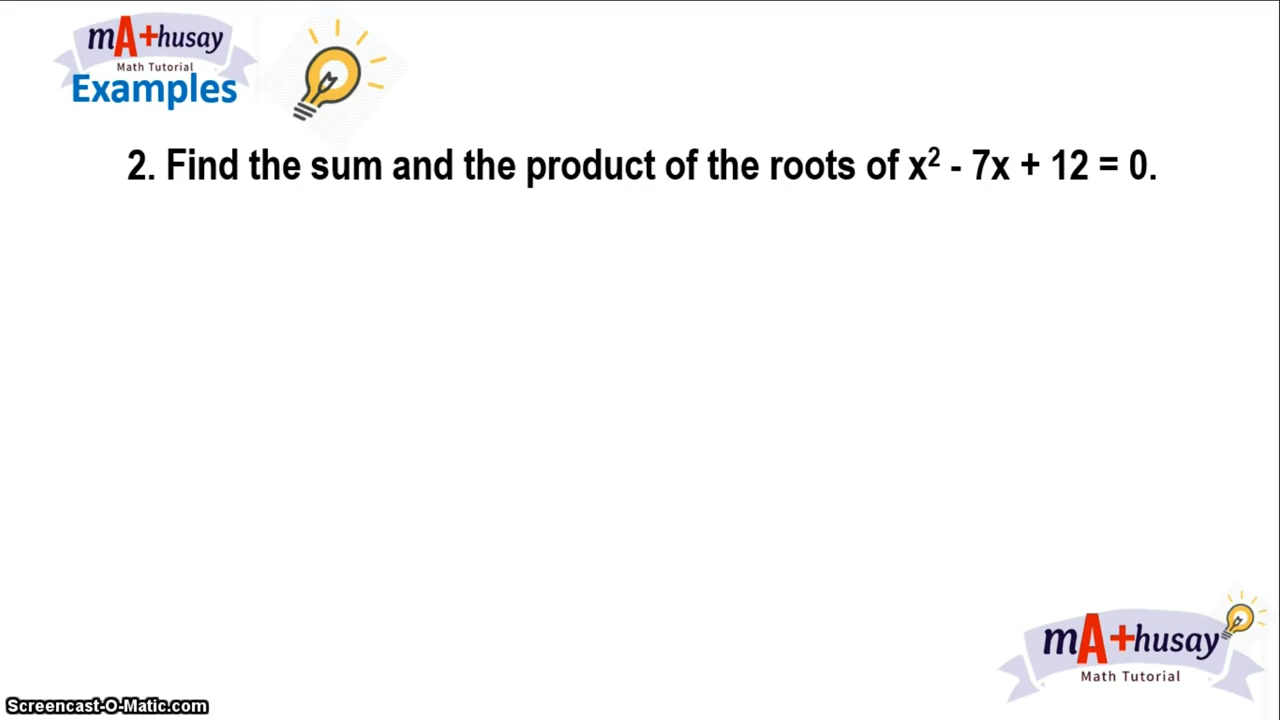 mA+husay
Math Tutorial
Examples
2. Find the sum and the product of the roots of x² - 7x + 12 = 0.
mA+husay
Math Tutorial
Screencast-O-Matic.com